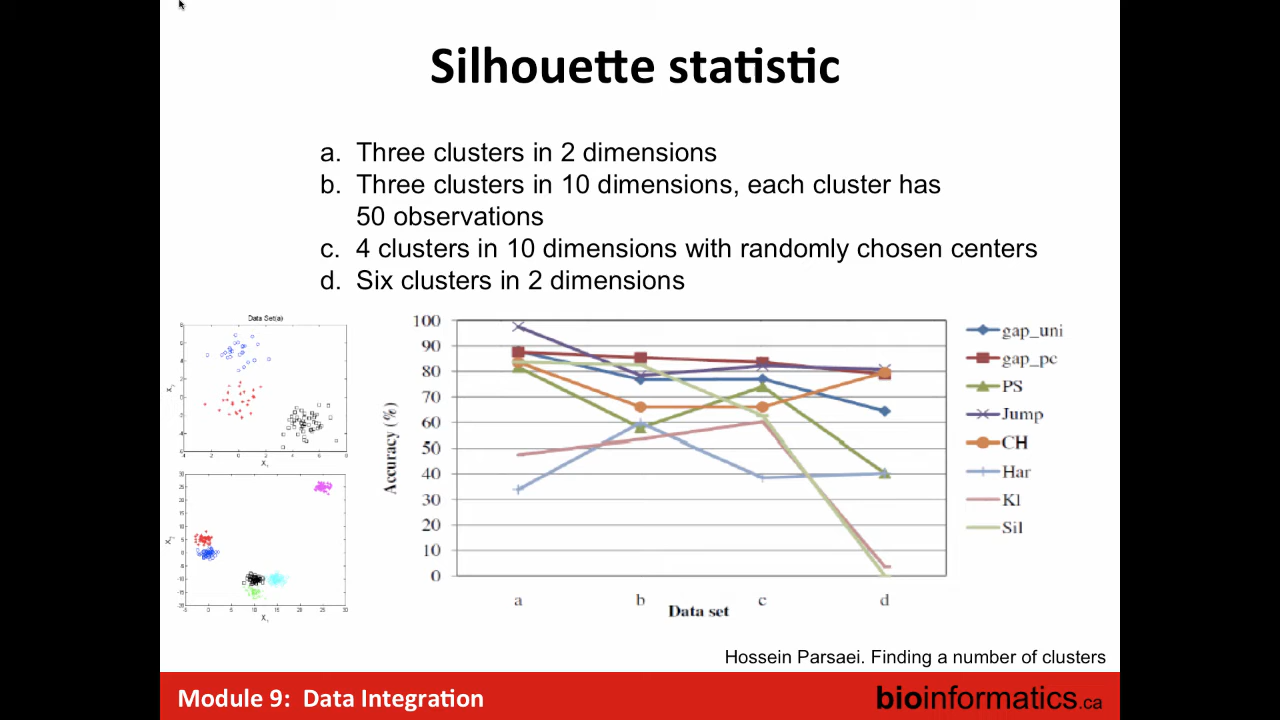 Silhouette statistic
a. Three clusters in 2 dimensions
b. Three clusters in 10 dimensions, each cluster has
50 observations
c. 4 clusters in 10 dimensions with randomly chosen centers
d. Six clusters in 2 dimensions
Data Set(a)
100
90
80
70
60
50
40
30
20
10
0
Accuracy (%)
a b c d
Data set
gap_uni
gap_pc
PS
Jump
CH
Har
Kl
Sil
Hossein Parsaei. Finding a number of clusters
Module 9: Data Integration
bioinformatics.ca